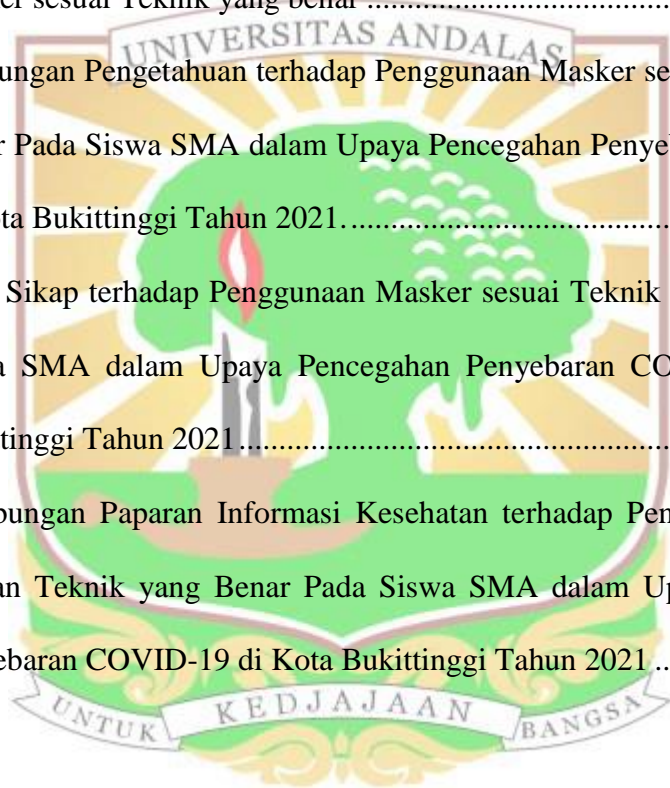 er sesuai Teknik yang benar ....................................
UNIVERSITAS ANDALAS
ungan Pengetahuan terhadap Penggunaan Masker se
r Pada Siswa SMA dalam Upaya Pencegahan Penye
ota Bukittinggi Tahun 2021......................................
Sikap terhadap Penggunaan Masker sesuai Teknik
a SMA dalam Upaya Pencegahan Penyebaran CO
ttinggi Tahun 2021..................................................
bungan Paparan Informasi Kesehatan terhadap Pen
an Teknik yang Benar Pada Siswa SMA dalam Up
ebaran COVID-19 di Kota Bukittinggi Tahun 2021 ..
UNTUK KEDJAJAAN BANGSA